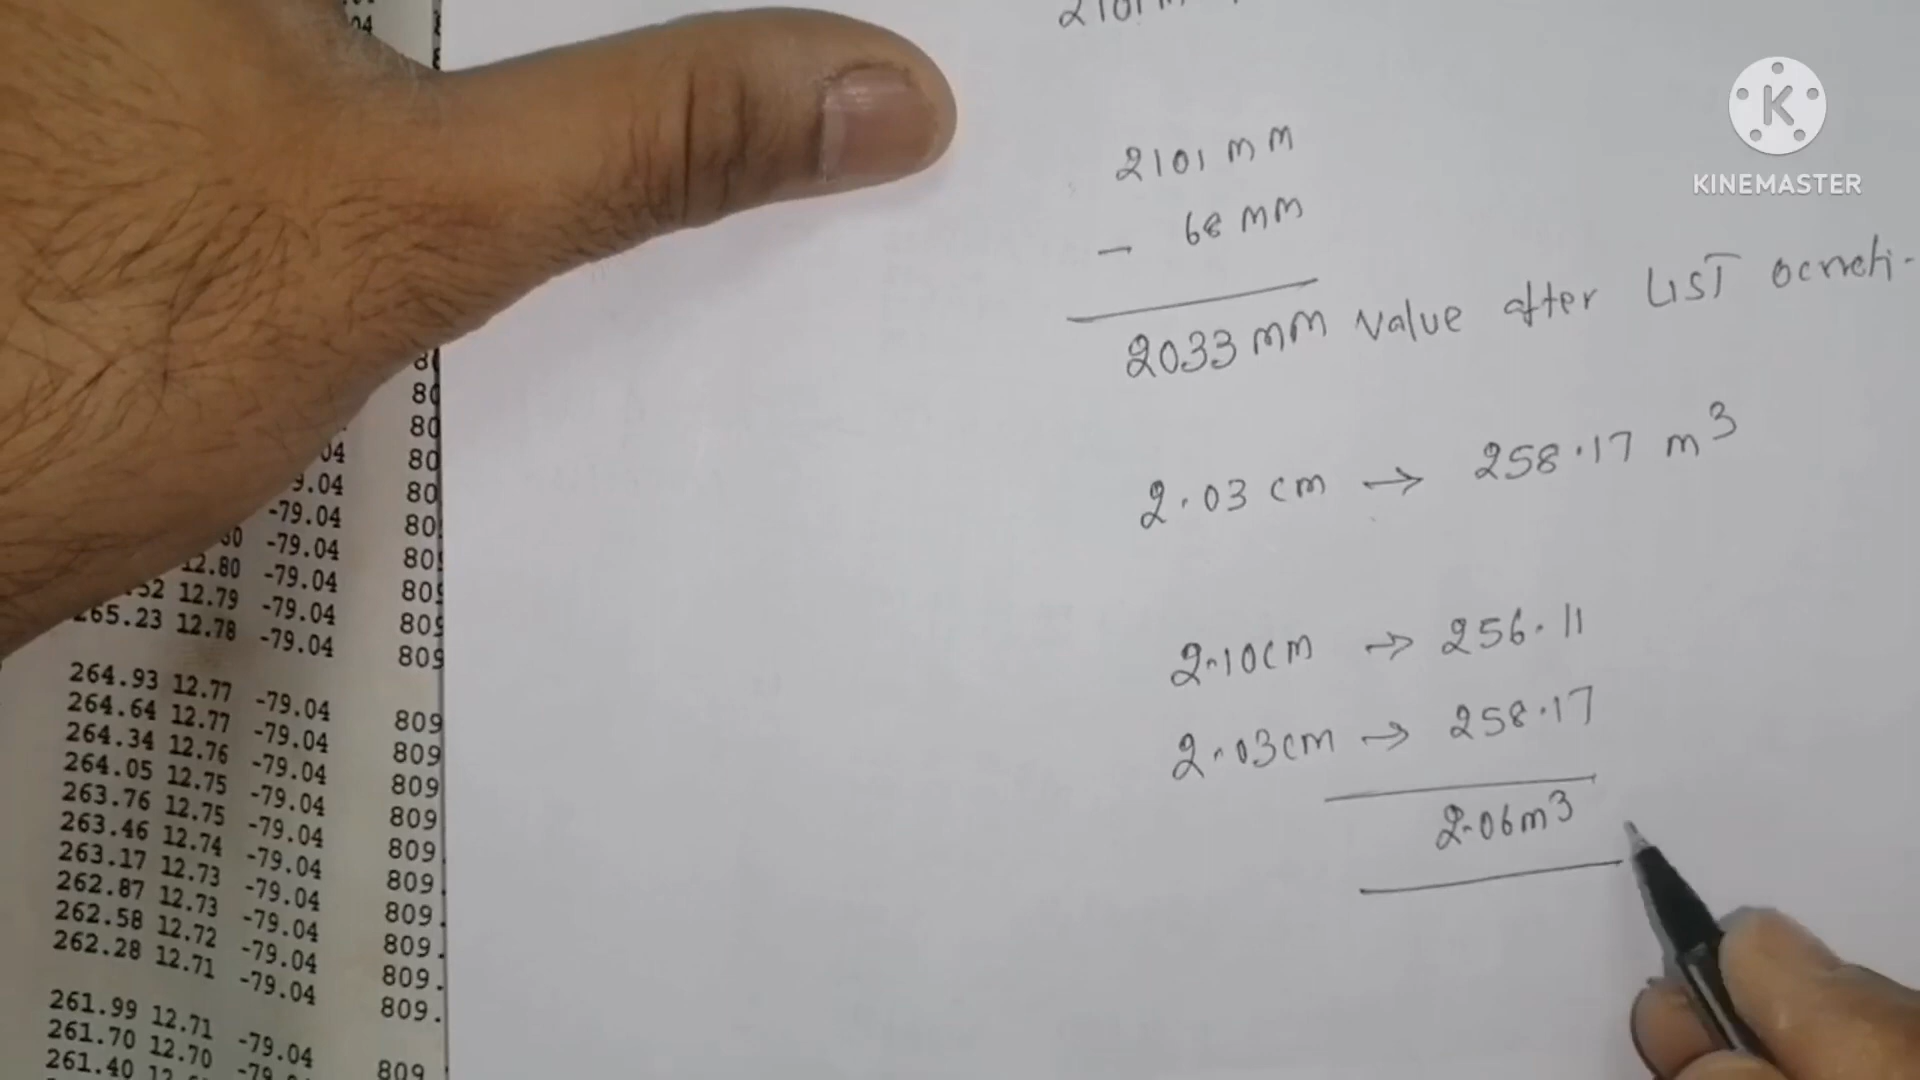 2101 mm
- 68 mm
2033 mm value after LIST
2.03 cm → 258.17 m3
2.10cm → 256.11
2.03cm → 258.17
2.06m3
KINEMASTER
04
9.04
-79.04
-79.04
12.80 -79.04
12.79 -79.04
265.23 12.78 -79.04
264.93 12.77 -79.04 809
264.64 12.77 -79.04 809
264.34 12.76 -79.04 809
264.05 12.75 -79.04 809
263.76 12.75 -79.04 809
263.46 12.74 -79.04 809
263.17 12.73 -79.04 809.
262.87 12.73 -79.04 809.
262.58 12.72 -79.04 809.
262.28 12.71 -79.04 809.
261.99 12.71 -79.04 809
261.70 12.70
261.40